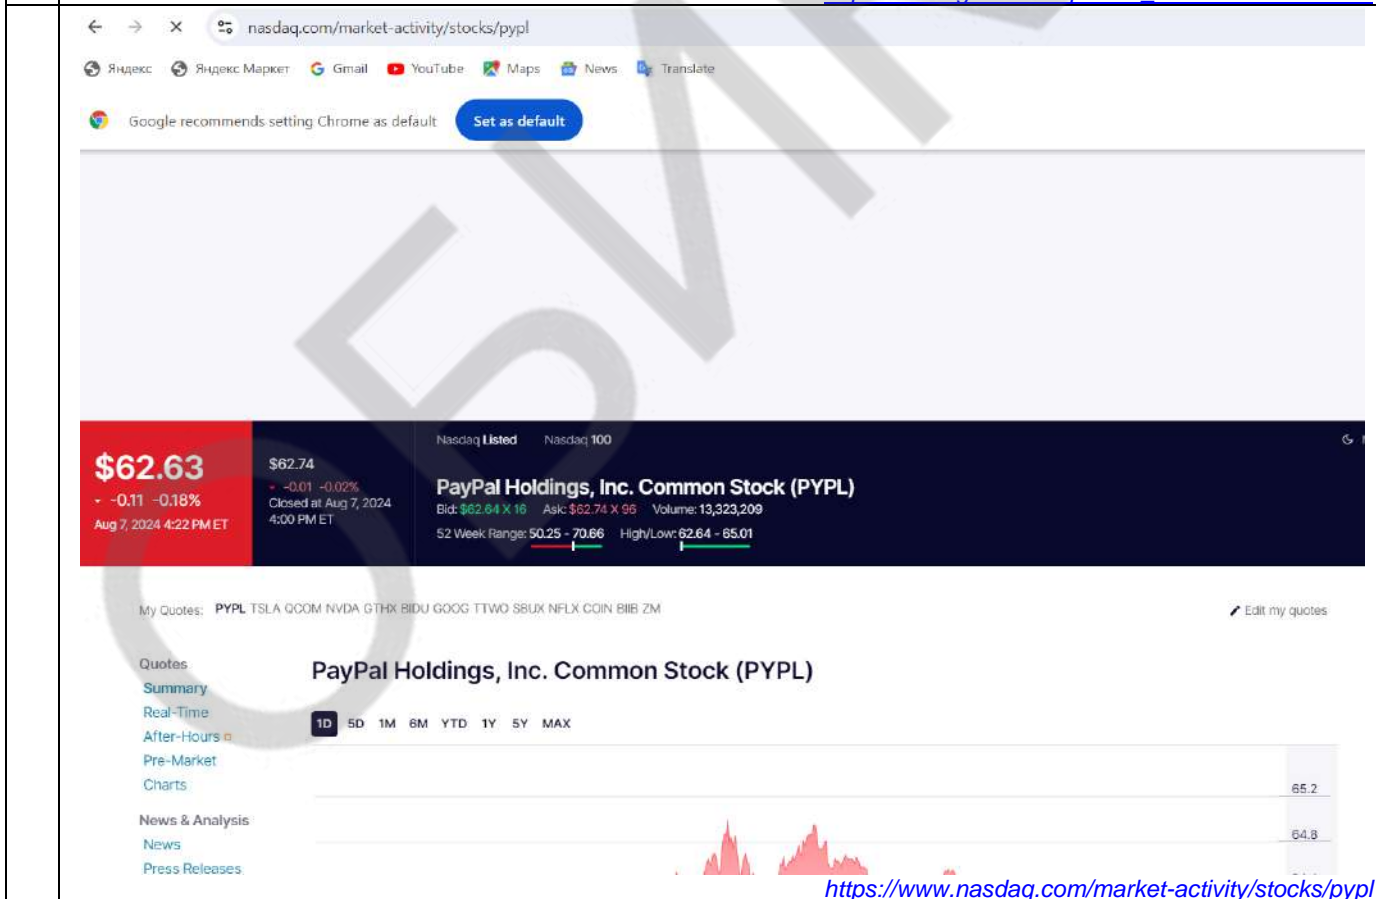 nasdaq.com/market-activity/stocks/pypl
Яндекс Яндекс Маркет Gmail YouTube Maps News Translate
Google recommends setting Chrome as default Set as default
Nasdaq Listed Nasdaq 100
$62.63
-0.11 -0.18%
Aug 7, 2024 4:22 PM ET
$62.74
-0.01 -0.02%
Closed at Aug 7, 2024
4:00 PM ET
PayPal Holdings, Inc. Common Stock (PYPL)
Bid: $62.64 X 16 Ask: $62.74 X 96 Volume: 13,323,209
52 Week Range: 50.25 - 70.66 High/Low: 62.64 - 65.01
My Quotes: PYPL TSLA QCOM NVDA GTHX BIDU GOOG TTWO SBUX NFLX COIN BIIB ZM
Edit my quotes
Quotes
Summary
Real-Time
After-Hours
Pre-Market
Charts
News & Analysis
News
Press Releases
PayPal Holdings, Inc. Common Stock (PYPL)
1D 5D 1M 6M YTD 1Y 5Y MAX
65.2
64.8
https://www.nasdaq.com/market-activity/stocks/pypl